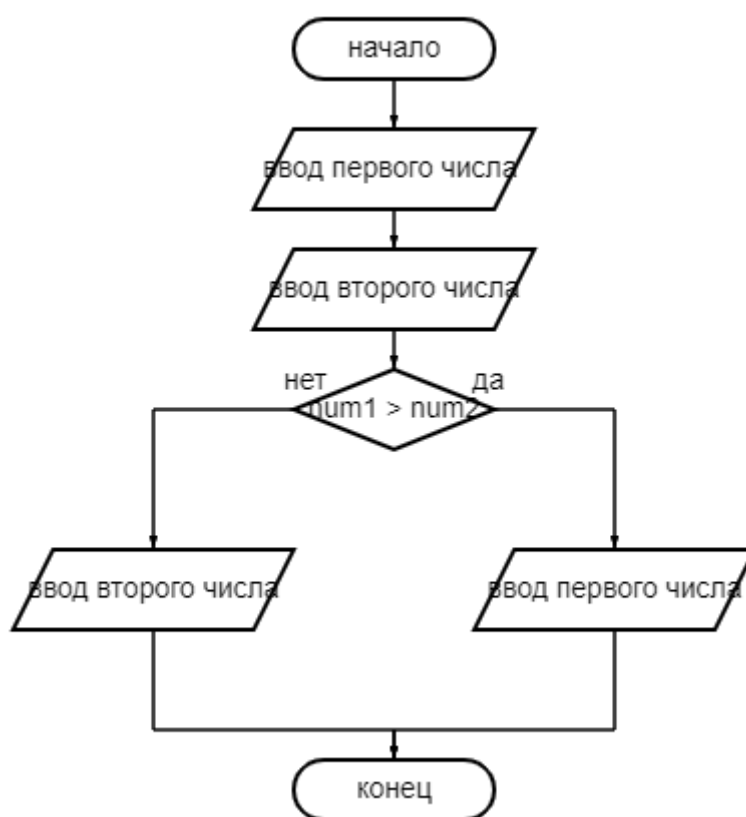 начало
ввод первого числа
ввод второго числа
нет
да
num1 > num2
ввод второго числа
ввод первого числа
конец